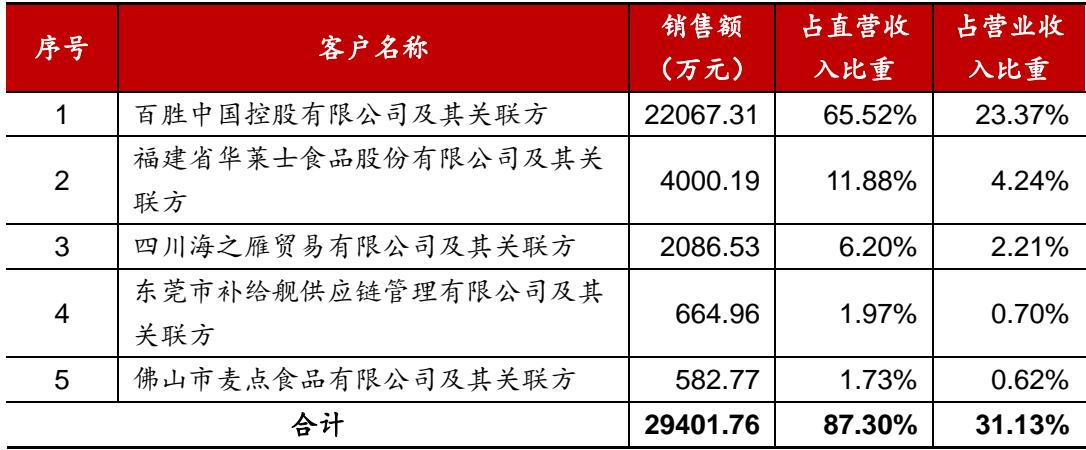 序号 客户名称 销售额（万元） 占直营收入比重 占营业收入比重
1 百胜中国控股有限公司及其关联方 22067.31 65.52% 23.37%
2 福建省华莱士食品股份有限公司及其关联方 4000.19 11.88% 4.24%
3 四川海之雁贸易有限公司及其关联方 2086.53 6.20% 2.21%
4 东莞市补给舰供应链管理有限公司及其关联方 664.96 1.97% 0.70%
5 佛山市麦点食品有限公司及其关联方 582.77 1.73% 0.62%
合计 29401.76 87.30% 31.13%